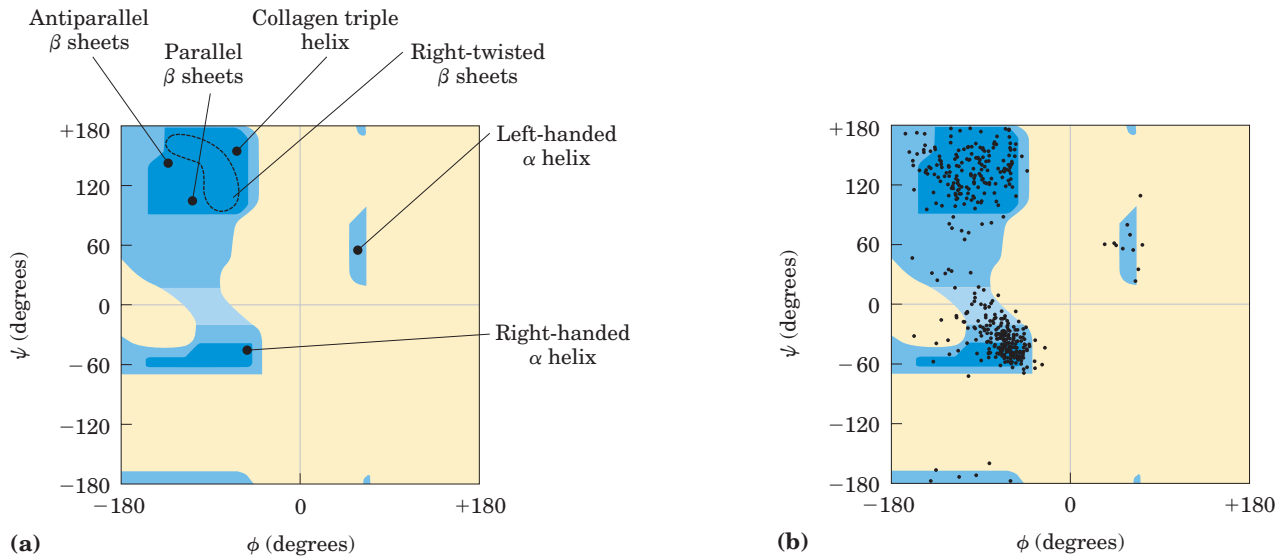 Antiparallel
β sheets
Parallel
β sheets
Collagen triple
helix
Right-twisted
β sheets
Left-handed
α helix
Right-handed
α helix
+180
120
60
0
−60
−120
−180
ψ (degrees)
−180
0
+180
(a)
ϕ (degrees)
+180
120
60
0
−60
−120
−180
ψ (degrees)
−180
0
+180
(b)
ϕ (degrees)